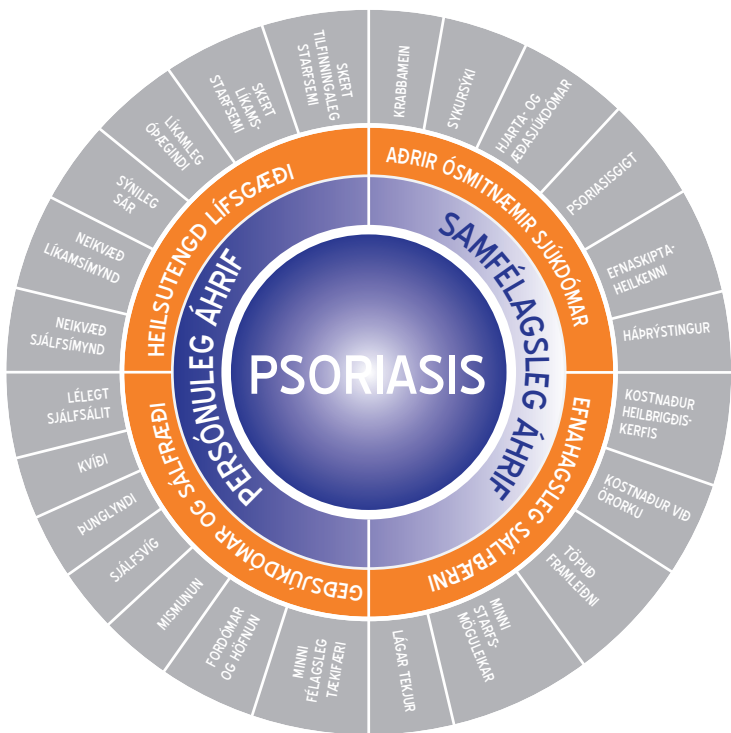 PSORIASIS
PERSÓNULEG ÁHRIF
SAMFÉLAGSLEG ÁHRIF
HEILSUTENGD LÍFSGÆÐI
AÐRIR ÓSMITNÆMIR SJÚKDÓMAR
EFNAHAGSLEG SJÁLFBÆRNI
GEÐSJÚKDÓMAR OG SÁLFRÆÐI
KRABBAMEIN
SYKURSÝKI
HJARTA- OG
ÆÐASJÚKDÓMAR
PSORIASISGIGT
EFNASKIPTA-
HEILKENNI
HÁÞRÝSTINGUR
KOSTNAÐUR
HEILBRIGÐIS-
KERFIS
KOSTNAÐUR VIÐ
ÖRORKU
TÖPUÐ
FRAMLEIÐNI
MINNI
STARFS-
MÖGULEIKAR
LÁGAR TEKJUR
MINNI
FÉLAGSLEG
TÆKIFÆRI
FORDÓMAR
OG HÖFNUN
MISMUNUN
SJÁLFSVÍG
ÞUNGLYNDI
KVÍÐI
LÉLEGT
SJÁLFSÁLIT
NEIKVÆÐ
SJÁLFSÍMYND
NEIKVÆÐ
LÍKAMSÍMYND
SÝNILEG
SÁR
LÍKAMLEG
ÓÞÆGINDI
SKERT
LÍKAMS-
STARFSEMI
SKERT
TILFINNINGALEG
STARFSEMI